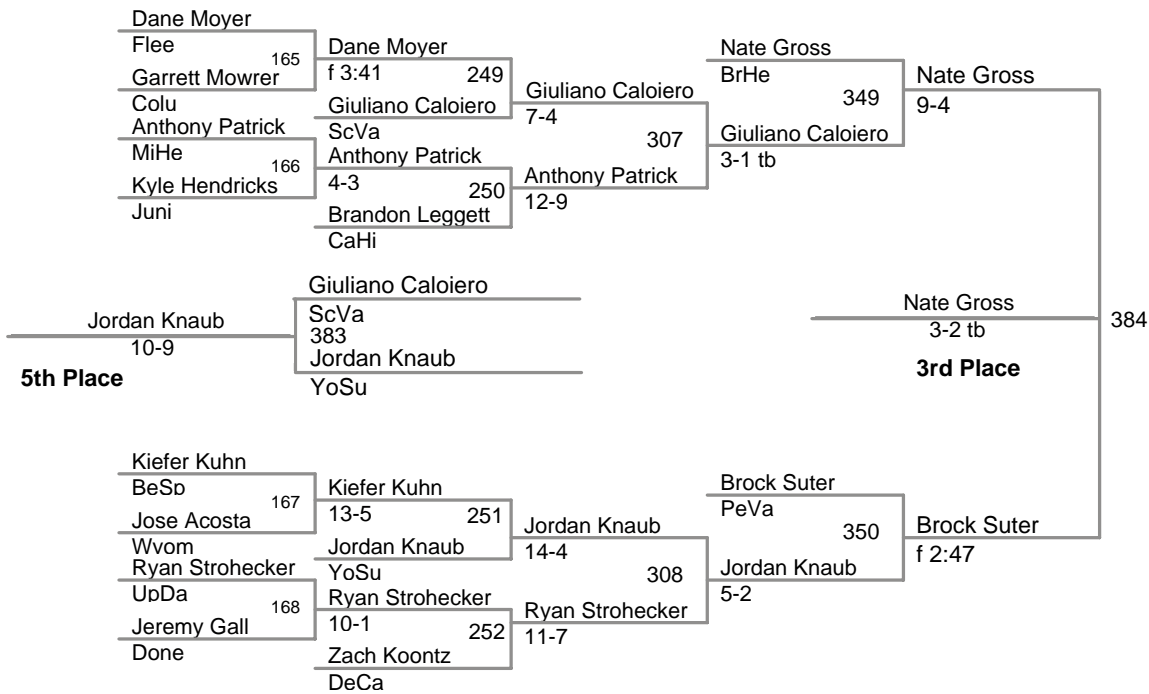 Dane Moyer
Flee
165
Garrett Mowrer
Colu
Anthony Patrick
MiHe
166
Kyle Hendricks
Juni
Dane Moyer
f 3:41
249
Giuliano Caloiero
ScVa
Anthony Patrick
4-3
250
Brandon Leggett
CaHi
Giuliano Caloiero
7-4
307
Anthony Patrick
12-9
Nate Gross
BrHe
349
Giuliano Caloiero
3-1 tb
Nate Gross
9-4
Giuliano Caloiero
ScVa
383
Jordan Knaub
YoSu
Jordan Knaub
10-9
5th Place
Nate Gross
3-2 tb
3rd Place
384
Kiefer Kuhn
BeSp
167
Jose Acosta
Wyom
Ryan Strohecker
UpDa
168
Jeremy Gall
Done
Kiefer Kuhn
13-5
251
Jordan Knaub
YoSu
Ryan Strohecker
10-1
252
Zach Koontz
DeCa
Jordan Knaub
14-4
308
Ryan Strohecker
11-7
Brock Suter
PeVa
350
Jordan Knaub
5-2
Brock Suter
f 2:47